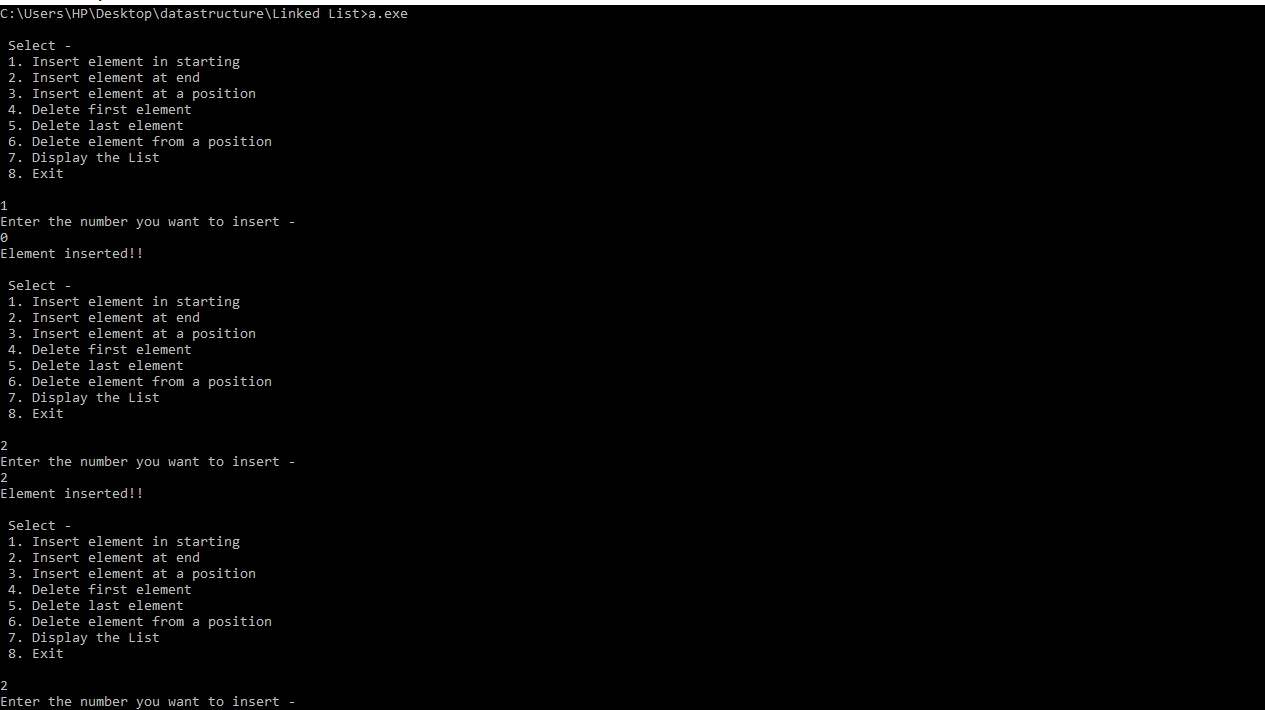 C:\Users\HP\Desktop\datastructure\Linked List>a.exe
Select -
1. Insert element in starting
2. Insert element at end
3. Insert element at a position
4. Delete first element
5. Delete last element
6. Delete element from a position
7. Display the List
8. Exit
1
Enter the number you want to insert -
0
Element inserted!!
Select -
1. Insert element in starting
2. Insert element at end
3. Insert element at a position
4. Delete first element
5. Delete last element
6. Delete element from a position
7. Display the List
8. Exit
2
Enter the number you want to insert -
2
Element inserted!!
Select -
1. Insert element in starting
2. Insert element at end
3. Insert element at a position
4. Delete first element
5. Delete last element
6. Delete element from a position
7. Display the List
8. Exit
2
Enter the number you want to insert -